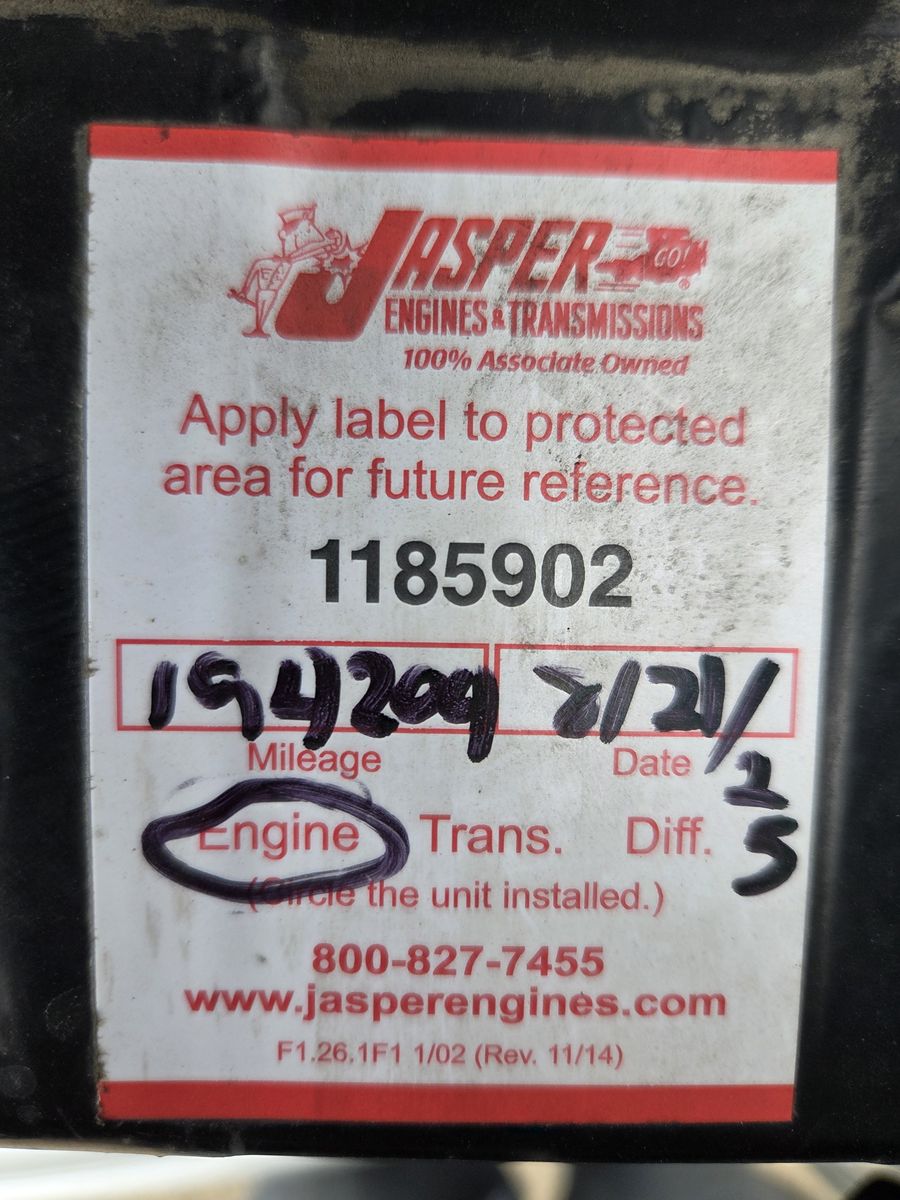 JASPER GO!
ENGINES & TRANSMISSIONS
100% Associate Owned
Apply label to protected
area for future reference.
1185902
194209 8/21/25
Mileage Date
Engine Trans. Diff.
(Circle the unit installed.)
800-827-7455
www.jasperengines.com
F1.26.1F1 1/02 (Rev. 11/14)